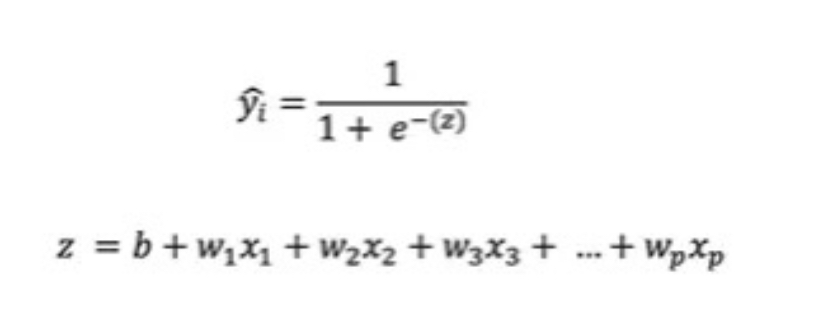 ŷᵢ = 1 / (1 + e^−(z))
z = b + w₁x₁ + w₂x₂ + w₃x₃ + ... + wₚxₚ